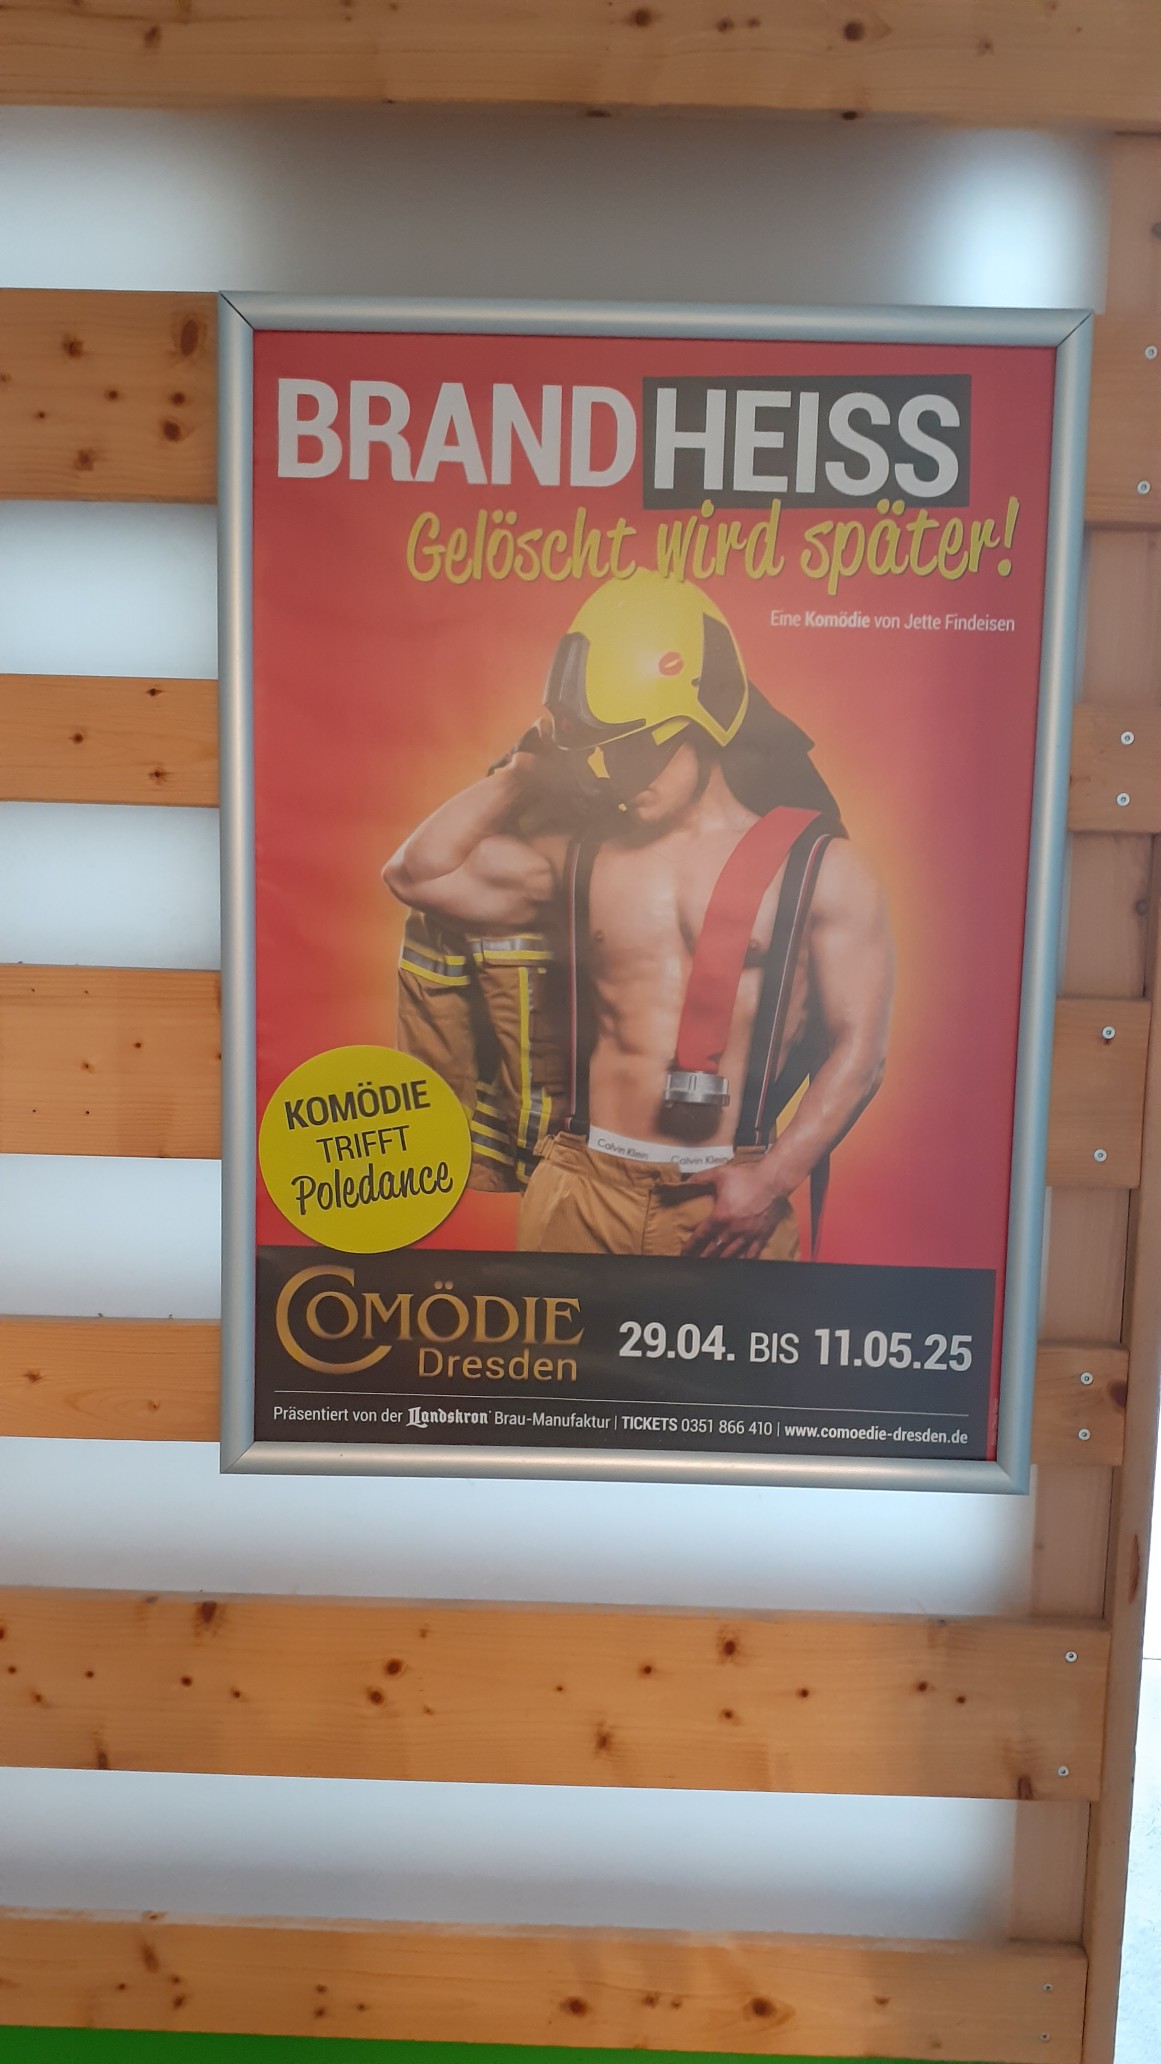 BRANDHEISS
Gelöscht wird später!
Eine Komödie von Jette Findeisen
Calvin Klein Calvin Klein
KOMÖDIE
TRIFFT
Poledance
COMÖDIE
Dresden
29.04. BIS 11.05.25
Präsentiert von der Landskron Brau-Manufaktur | TICKETS 0351 866 410 | www.comoedie-dresden.de